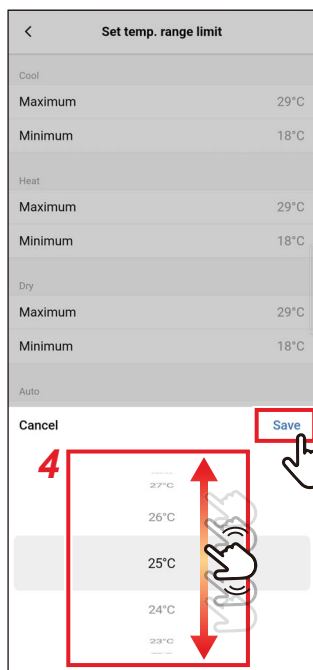 Set temp. range limit
Cool
Maximum 29°C
Minimum 18°C
Heat
Maximum 29°C
Minimum 18°C
Dry
Maximum 29°C
Minimum 18°C
Auto
Cancel Save
4
27°C
26°C
25°C
24°C
23°C